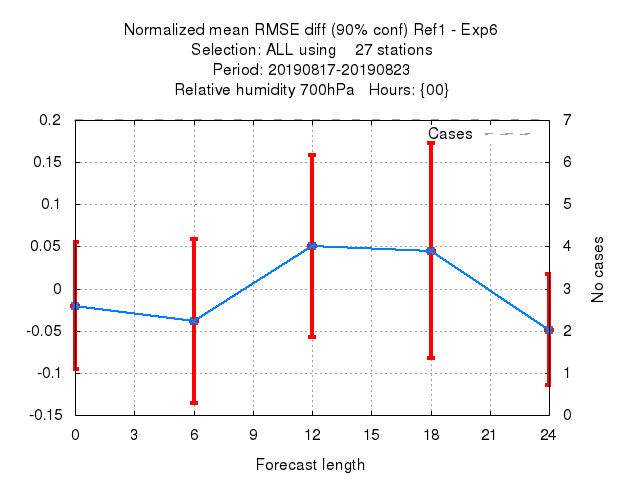 Normalized mean RMSE diff (90% conf) Ref1 - Exp6
Selection: ALL using    27 stations
Period: 20190817-20190823
Relative humidity 700hPa   Hours: {00}
Cases
0.2
0.15
0.1
0.05
0
-0.05
-0.1
-0.15
7
6
5
4
3
2
1
0
No cases
0 3 6 9 12 15 18 21 24
Forecast length